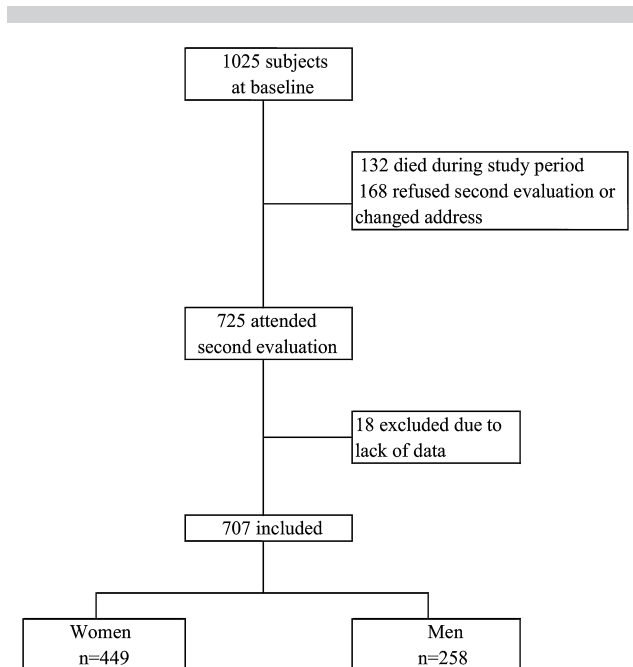 1025 subjects
at baseline
132 died during study period
168 refused second evaluation or
changed address
725 attended
second evaluation
18 excluded due to
lack of data
707 included
Women
n=449
Men
n=258